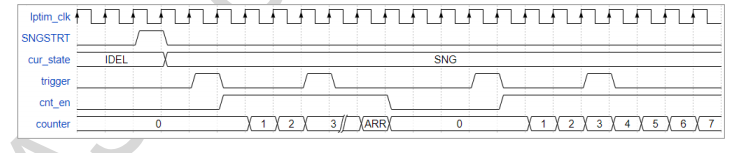 lptim_clk
SNGSTRT
cur_state IDEL SNG
trigger
cnt_en
counter 0 1 2 3 ARR 0 1 2 3 4 5 6 7